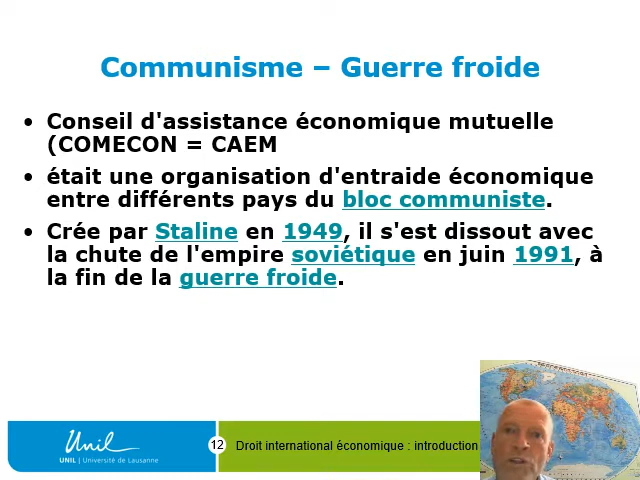 Communisme – Guerre froide
• Conseil d'assistance économique mutuelle
(COMECON = CAEM
• était une organisation d'entraide économique
entre différents pays du bloc communiste.
• Crée par Staline en 1949, il s'est dissout avec
la chute de l'empire soviétique en juin 1991, à
la fin de la guerre froide.
Unil
UNIL | Université de Lausanne
12
Droit international économique : introduction